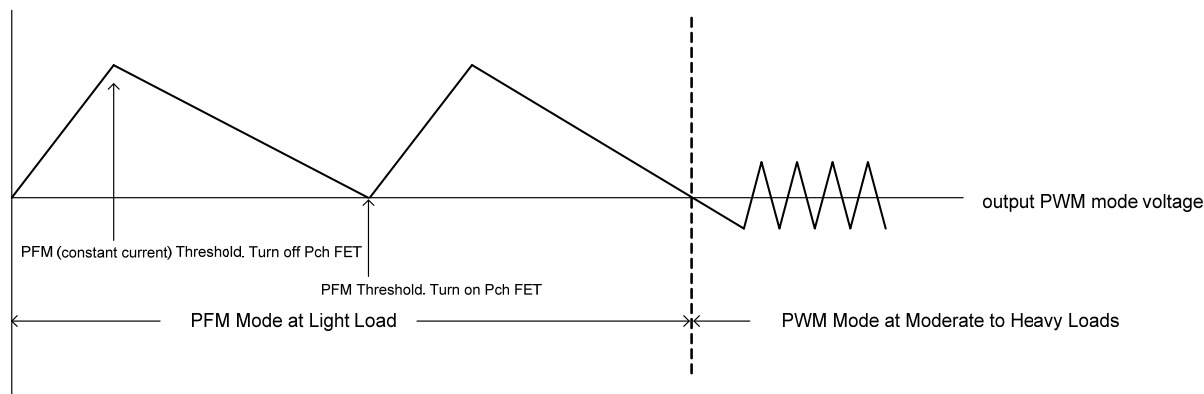 output PWM mode voltage
PFM (constant current) Threshold. Turn off Pch FET
PFM Threshold. Turn on Pch FET
PFM Mode at Light Load
PWM Mode at Moderate to Heavy Loads